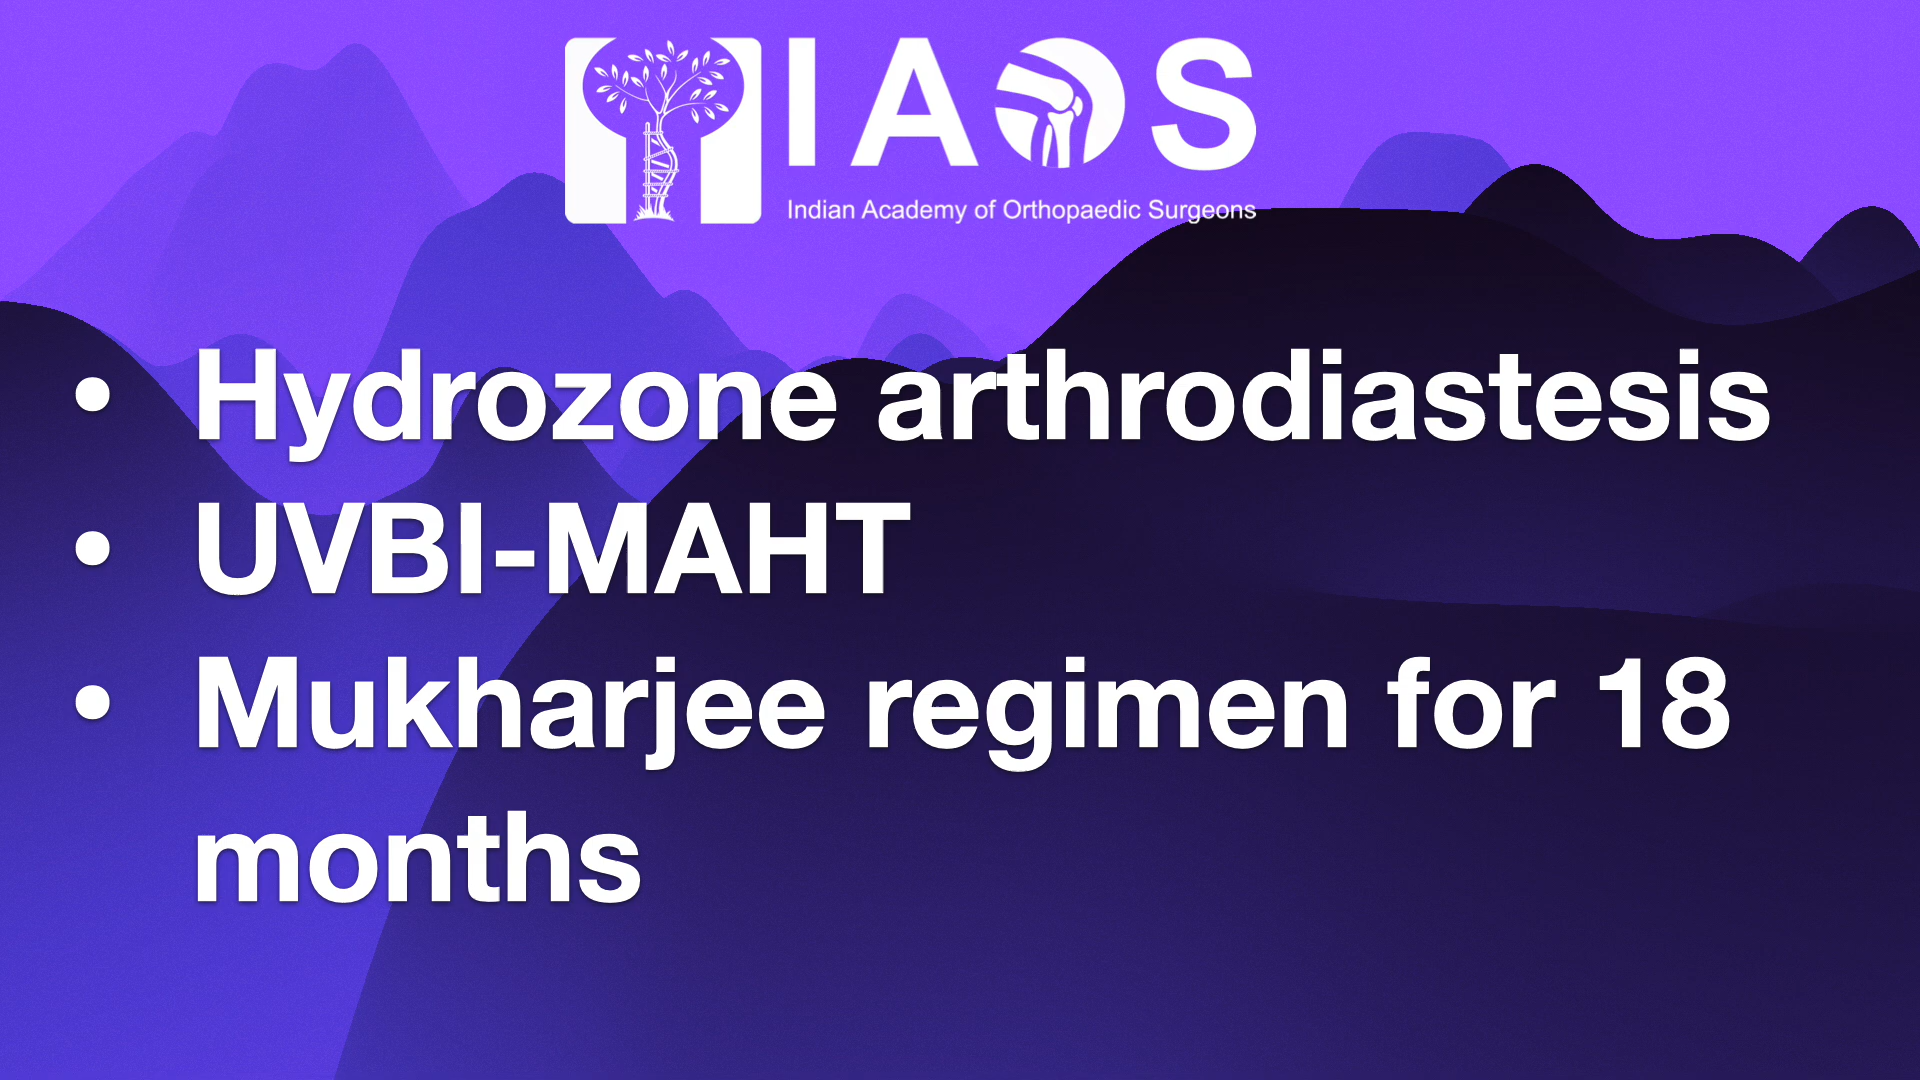 IAOS
Indian Academy of Orthopaedic Surgeons
• Hydrozone arthrodiastesis
• UVBI-MAHT
• Mukharjee regimen for 18
months